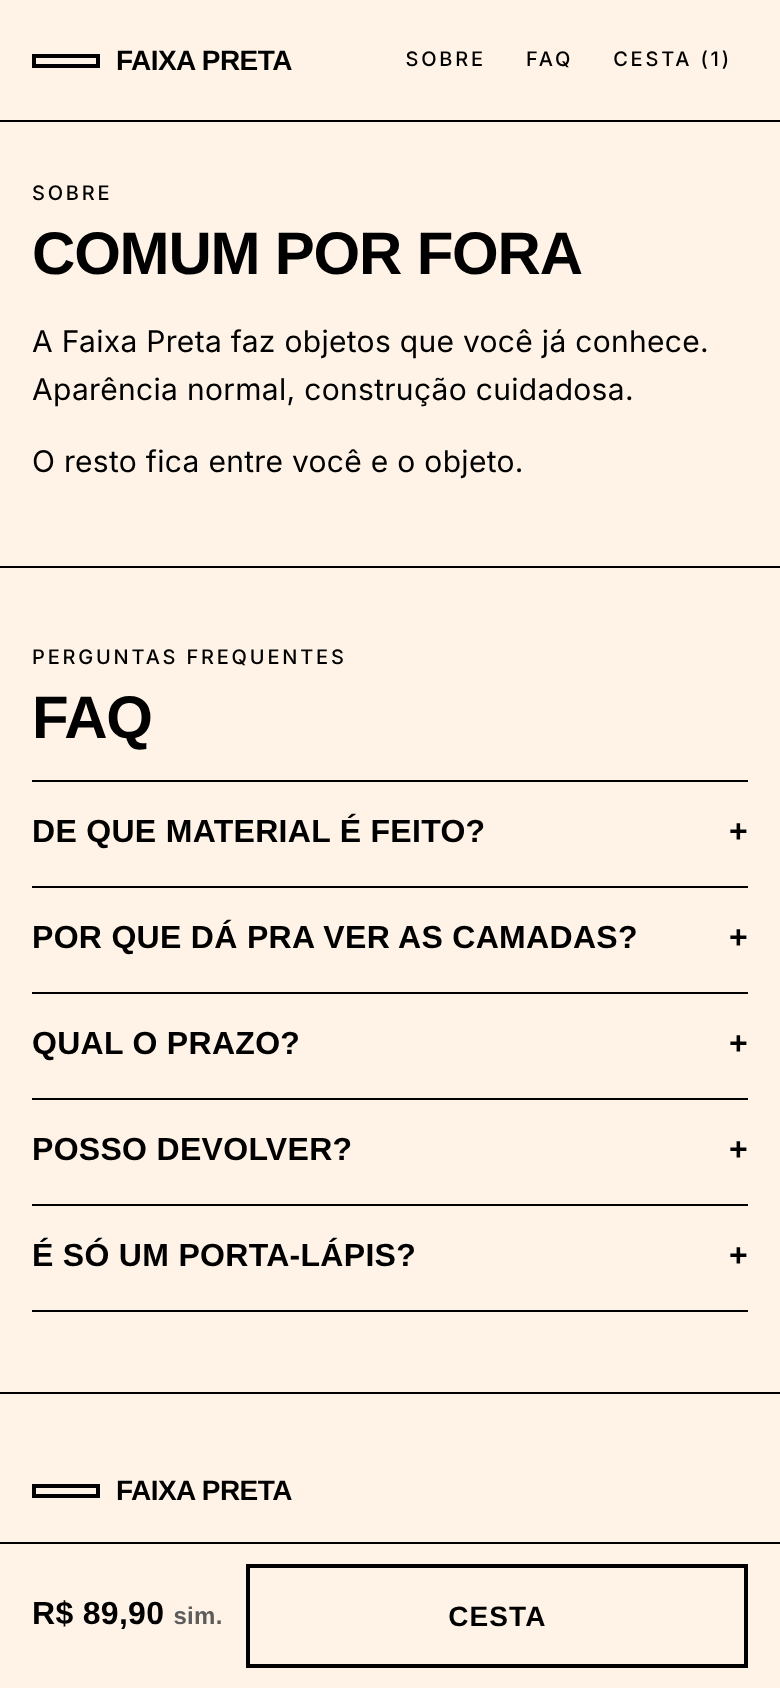 FAIXA PRETA
SOBRE FAQ CESTA (1)
SOBRE
COMUM POR FORA
A Faixa Preta faz objetos que você já conhece.
Aparência normal, construção cuidadosa.
O resto fica entre você e o objeto.
PERGUNTAS FREQUENTES
FAQ
DE QUE MATERIAL É FEITO? +
POR QUE DÁ PRA VER AS CAMADAS? +
QUAL O PRAZO? +
POSSO DEVOLVER? +
É SÓ UM PORTA-LÁPIS? +
FAIXA PRETA
R$ 89,90 sim.
CESTA